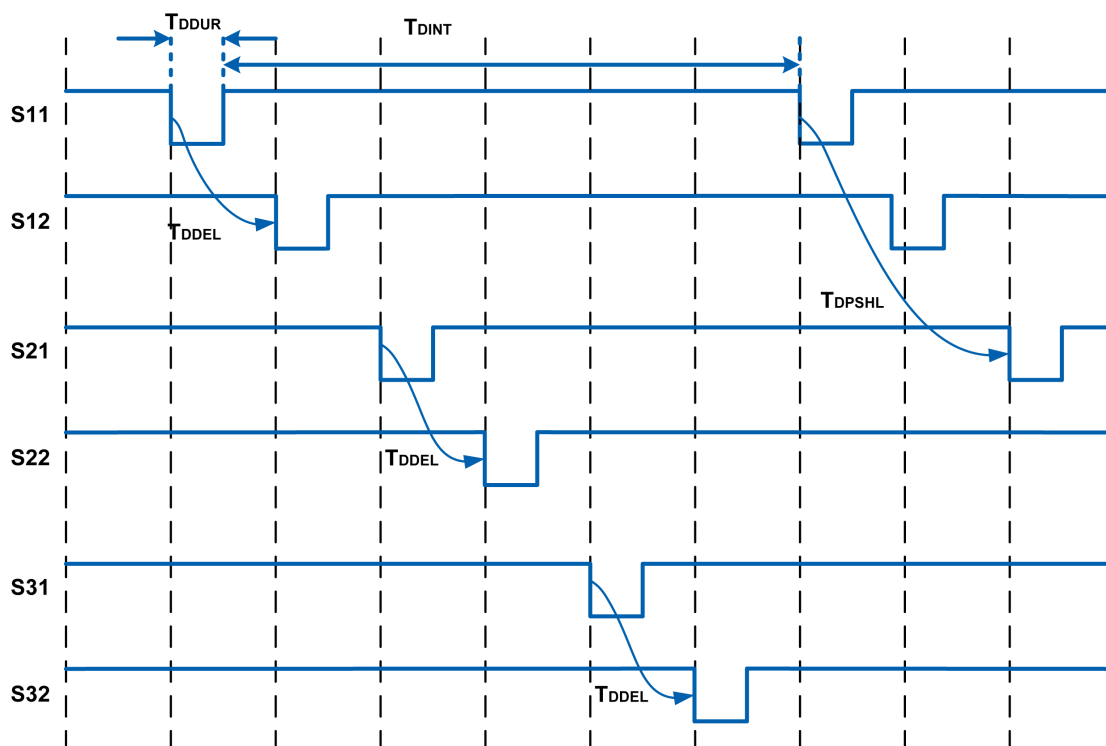 TDDUR
TDINT
S11
S12
TDDEL
TDPSHL
S21
S22
TDDEL
S31
S32
TDDEL